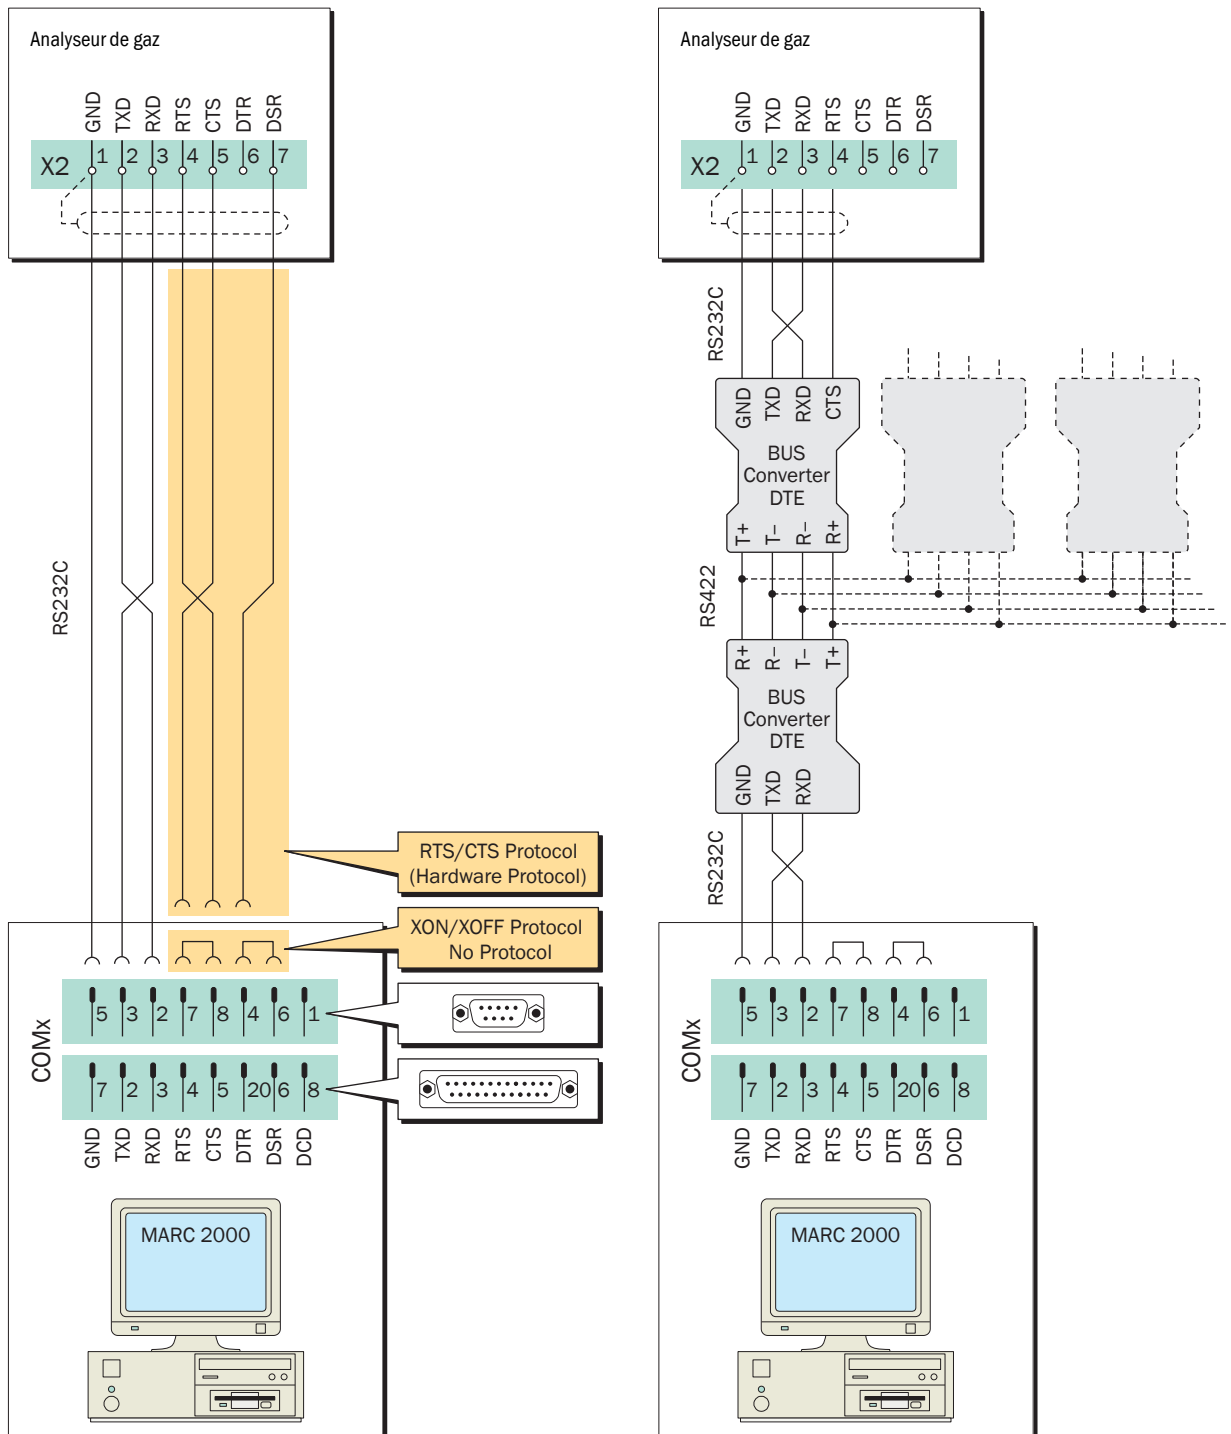 Analyseur de gaz
GND TXD RXD RTS CTS DTR DSR
X2 1 2 3 4 5 6 7
RS232C
RTS/CTS Protocol
(Hardware Protocol)
XON/XOFF Protocol
No Protocol
COMx
5 3 2 7 8 4 6 1
7 2 3 4 5 20 6 8
GND TXD RXD RTS CTS DTR DSR DCD
MARC 2000
Analyseur de gaz
GND TXD RXD RTS CTS DTR DSR
X2 1 2 3 4 5 6 7
RS232C
GND TXD RXD CTS
BUS
Converter
DTE
T+ T– R– R+
RS422
R+ R– T– T+
BUS
Converter
DTE
GND TXD RXD
RS232C
COMx
5 3 2 7 8 4 6 1
7 2 3 4 5 20 6 8
GND TXD RXD RTS CTS DTR DSR DCD
MARC 2000